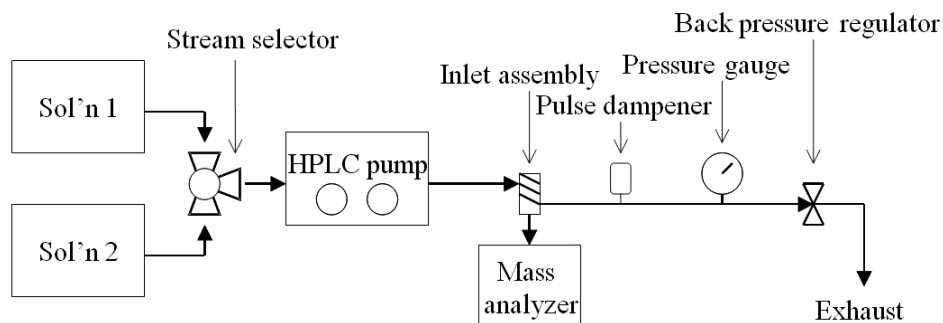 Stream selector
Back pressure regulator
Inlet assembly
Pressure gauge
Pulse dampener
Sol'n 1
HPLC pump
Sol'n 2
Mass
analyzer
Exhaust